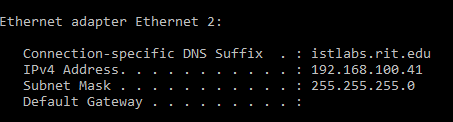 Ethernet adapter Ethernet 2:
Connection-specific DNS Suffix  . : istlabs.rit.edu
IPv4 Address. . . . . . . . . . . : 192.168.100.41
Subnet Mask . . . . . . . . . . . : 255.255.255.0
Default Gateway . . . . . . . . . :